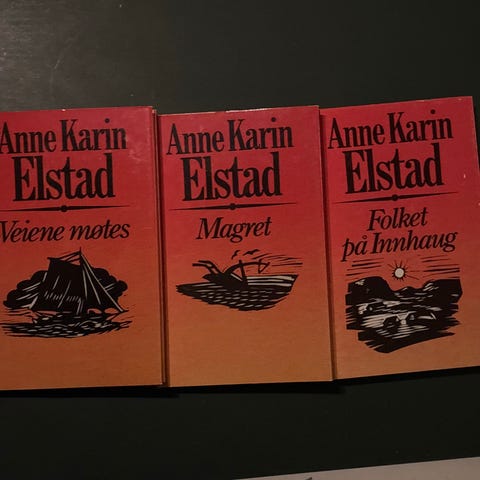 Anne Karin
Elstad
Veiene møtes
Anne Karin
Elstad
Magret
Anne Karin
Elstad
Folket
på Innhaug